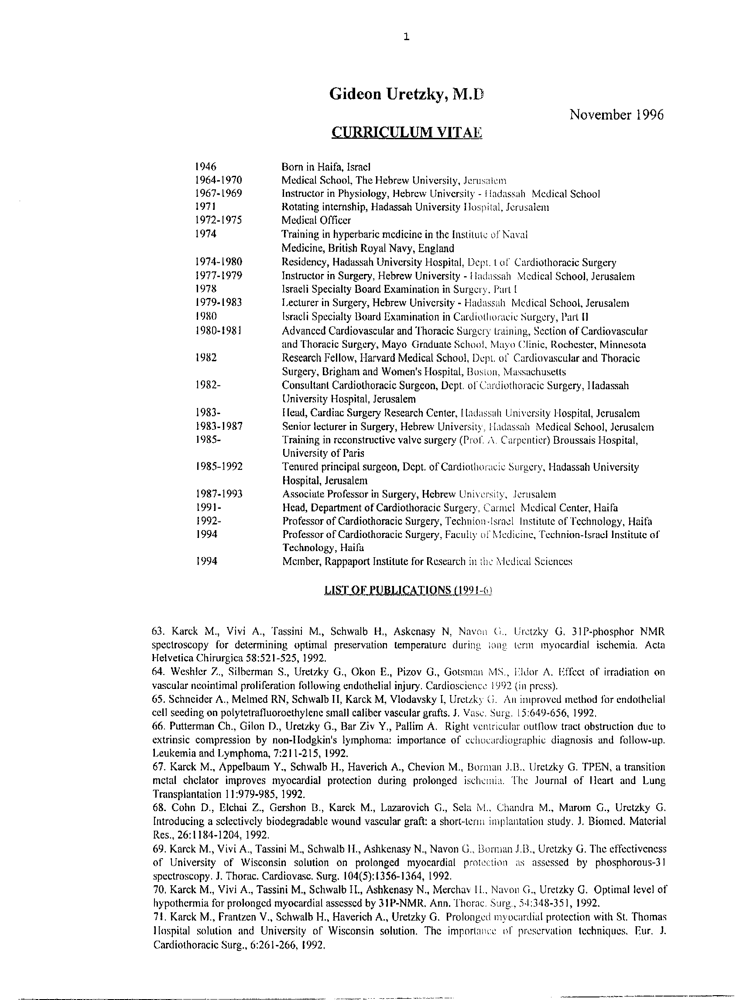 1
Gideon Uretzky, M.D
November 1996
CURRICULUM VITAE
1946 Born in Haifa, Israel
1964-1970 Medical School, The Hebrew University, Jerusalem
1967-1969 Instructor in Physiology, Hebrew University - Hadassah Medical School
1971 Rotating internship, Hadassah University Hospital, Jerusalem
1972-1975 Medical Officer
1974 Training in hyperbaric medicine in the Institute of Naval
Medicine, British Royal Navy, England
1974-1980 Residency, Hadassah University Hospital, Dept. t of Cardiothoracic Surgery
1977-1979 Instructor in Surgery, Hebrew University - Hadassah Medical School, Jerusalem
1978 Israeli Specialty Board Examination in Surgery, Part I
1979-1983 Lecturer in Surgery, Hebrew University - Hadassah Medical School, Jerusalem
1980 Israeli Specialty Board Examination in Cardiothoracic Surgery, Part II
1980-1981 Advanced Cardiovascular and Thoracic Surgery training, Section of Cardiovascular
and Thoracic Surgery, Mayo Graduate School, Mayo Clinic, Rochester, Minnesota
1982 Research Fellow, Harvard Medical School, Dept. of Cardiovascular and Thoracic
Surgery, Brigham and Women's Hospital, Boston, Massachusetts
1982- Consultant Cardiothoracic Surgeon, Dept. of Cardiothoracic Surgery, Hadassah
University Hospital, Jerusalem
1983- Head, Cardiac Surgery Research Center, Hadassah University Hospital, Jerusalem
1983-1987 Senior lecturer in Surgery, Hebrew University, Hadassah Medical School, Jerusalem
1985- Training in reconstructive valve surgery (Prof. A. Carpentier) Broussais Hospital,
University of Paris
1985-1992 Tenured principal surgeon, Dept. of Cardiothoracic Surgery, Hadassah University
Hospital, Jerusalem
1987-1993 Associate Professor in Surgery, Hebrew University, Jerusalem
1991- Head, Department of Cardiothoracic Surgery, Carmel Medical Center, Haifa
1992- Professor of Cardiothoracic Surgery, Technion-Israel Institute of Technology, Haifa
1994 Professor of Cardiothoracic Surgery, Faculty of Medicine, Technion-Israel Institute of
Technology, Haifa
1994 Member, Rappaport Institute for Research in the Medical Sciences
LIST OF PUBLICATIONS (1991-6)
63. Karck M., Vivi A., Tassini M., Schwalb H., Askenasy N, Navon G., Uretzky G. 31P-phosphor NMR
spectroscopy for determining optimal preservation temperature during long term myocardial ischemia. Acta
Helvetica Chirurgica 58:521-525, 1992.
64. Weshler Z., Silberman S., Uretzky G., Okon E., Pizov G., Gotsman MS., Eldor A. Effect of irradiation on
vascular neointimal proliferation following endothelial injury. Cardioscience 1992 (in press).
65. Schneider A., Melmed RN, Schwalb H, Karck M, Vlodavsky I, Uretzky G. An improved method for endothelial
cell seeding on polytetrafluoroethylene small caliber vascular grafts. J. Vasc. Surg. 15:649-656, 1992.
66. Putterman Ch., Gilon D., Uretzky G., Bar Ziv Y., Pallim A. Right ventricular outflow tract obstruction due to
extrinsic compression by non-Hodgkin's lymphoma: importance of echocardiographic diagnosis and follow-up.
Leukemia and Lymphoma, 7:211-215, 1992.
67. Karck M., Appelbaum Y., Schwalb H., Haverich A., Chevion M., Borman J.B., Uretzky G. TPEN, a transition
metal chelator improves myocardial protection during prolonged ischemia. The Journal of Heart and Lung
Transplantation 11:979-985, 1992.
68. Cohn D., Elchai Z., Gershon B., Karck M., Lazarovich G., Sela M., Chandra M., Marom G., Uretzky G.
Introducing a selectively biodegradable wound vascular graft: a short-term implantation study. J. Biomed. Material
Res., 26:1184-1204, 1992.
69. Karck M., Vivi A., Tassini M., Schwalb H., Ashkenasy N., Navon G., Borman J.B., Uretzky G. The effectiveness
of University of Wisconsin solution on prolonged myocardial protection as assessed by phosphorous-31
spectroscopy. J. Thorac. Cardiovasc. Surg. 104(5):1356-1364, 1992.
70. Karck M., Vivi A., Tassini M., Schwalb H., Ashkenasy N., Merchav H., Navon G., Uretzky G. Optimal level of
hypothermia for prolonged myocardial assessed by 31P-NMR. Ann. Thorac. Surg., 54:348-351, 1992.
71. Karck M., Frantzen V., Schwalb H., Haverich A., Uretzky G. Prolonged myocardial protection with St. Thomas
Hospital solution and University of Wisconsin solution. The importance of preservation techniques. Eur. J.
Cardiothoracic Surg., 6:261-266, 1992.